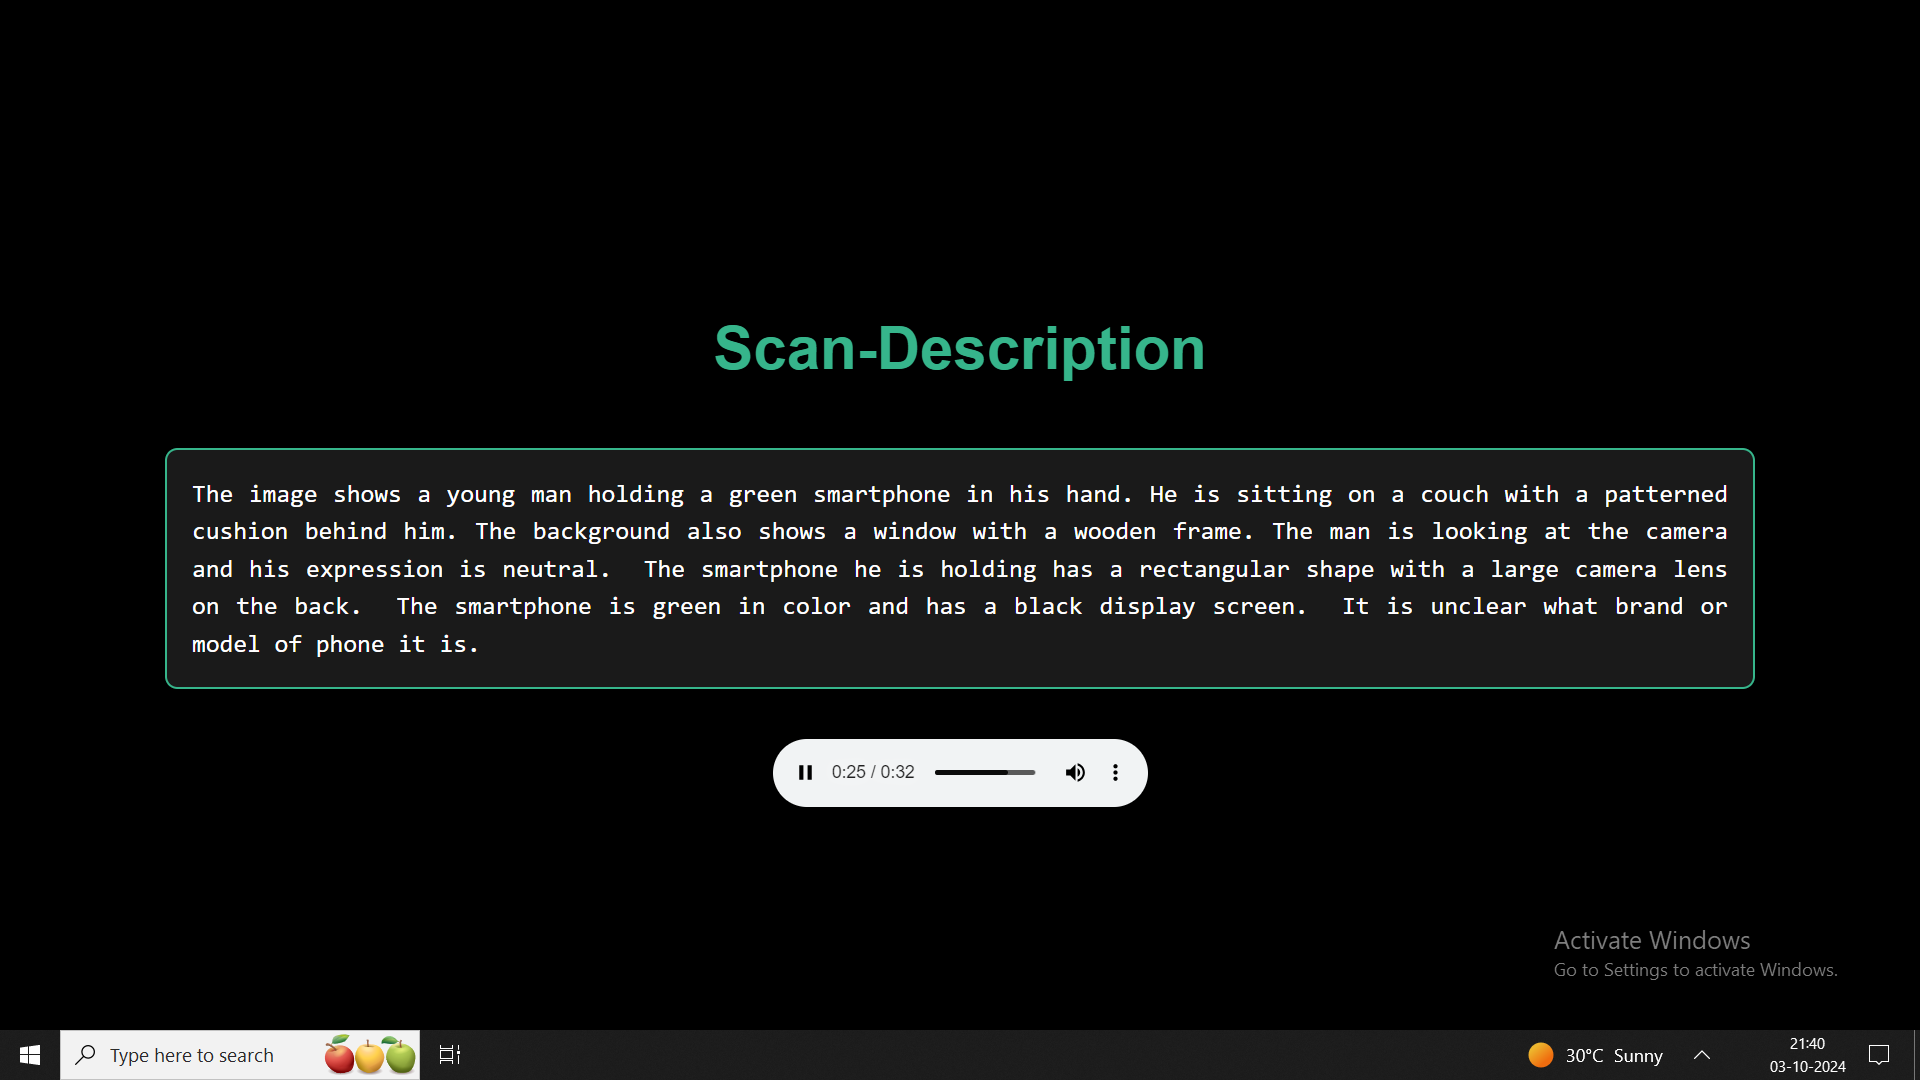 Scan-Description
The image shows a young man holding a green smartphone in his hand. He is sitting on a couch with a patterned
cushion behind him. The background also shows a window with a wooden frame. The man is looking at the camera
and his expression is neutral.  The smartphone he is holding has a rectangular shape with a large camera lens
on the back.  The smartphone is green in color and has a black display screen.  It is unclear what brand or
model of phone it is.
0:25 / 0:32
Activate Windows
Go to Settings to activate Windows.
Type here to search
30°C Sunny
21:40
03-10-2024